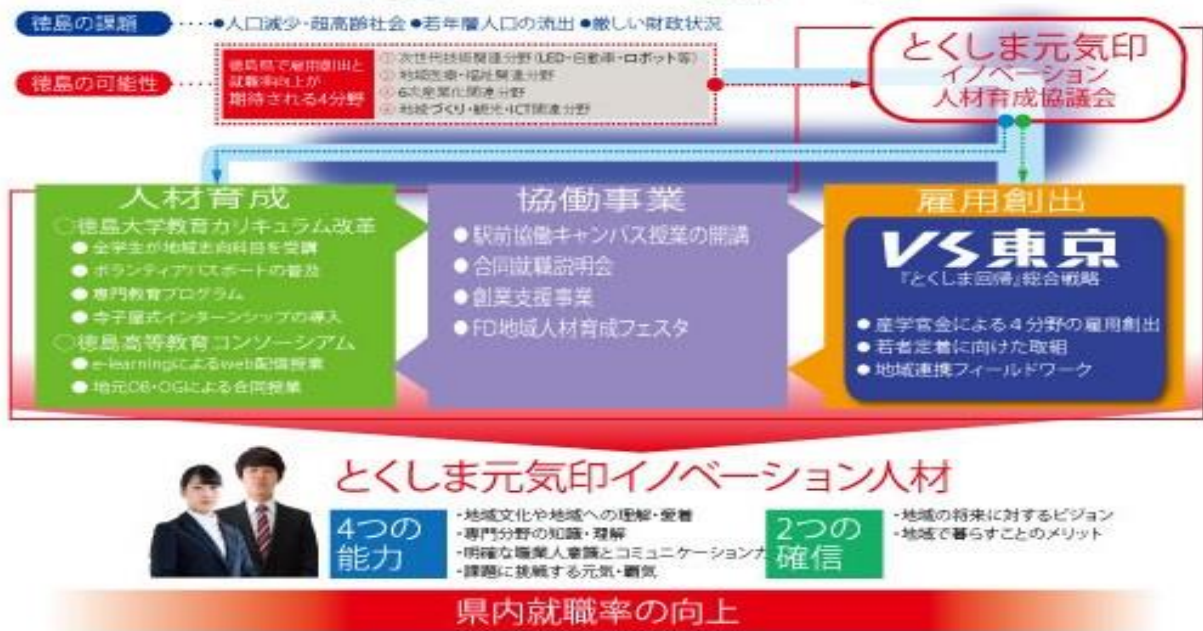 徳島の課題
●人口減少・超高齢社会 ●若年層人口の流出 ●厳しい財政状況
徳島の可能性
徳島県で雇用創出と
就職率向上が
期待される4分野
① 次世代技術関連分野(LED・自動車・ロボット等)
② 地域医療・福祉関連分野
③ 6次産業化関連分野
④ 地域づくり・観光・ICT関連分野
とくしま元気印
イノベーション
人材育成協議会
人材育成
○徳島大学教育カリキュラム改革
● 全学生が地域志向科目を受講
● ボランティアパスポートの普及
● 専門教育プログラム
● 寺子屋式インターンシップの導入
○徳島高等教育コンソーシアム
● e-learningによるweb配信授業
● 地元OB・OGによる合同授業
協働事業
● 駅前協働キャンパス授業の開講
● 合同就職説明会
● 創業支援事業
● FD地域人材育成フェスタ
雇用創出
VS東京
『とくしま回帰』総合戦略
● 産学官金による4分野の雇用創出
● 若者定着に向けた取組
● 地域連携フィールドワーク
とくしま元気印イノベーション人材
4つの
能力
・地域文化や地域への理解・愛着
・専門分野の知識・理解
・明確な職業人意識とコミュニケーション力
・課題に挑戦する元気・覇気
2つの
確信
・地域の将来に対するビジョン
・地域で暮らすことのメリット
県内就職率の向上